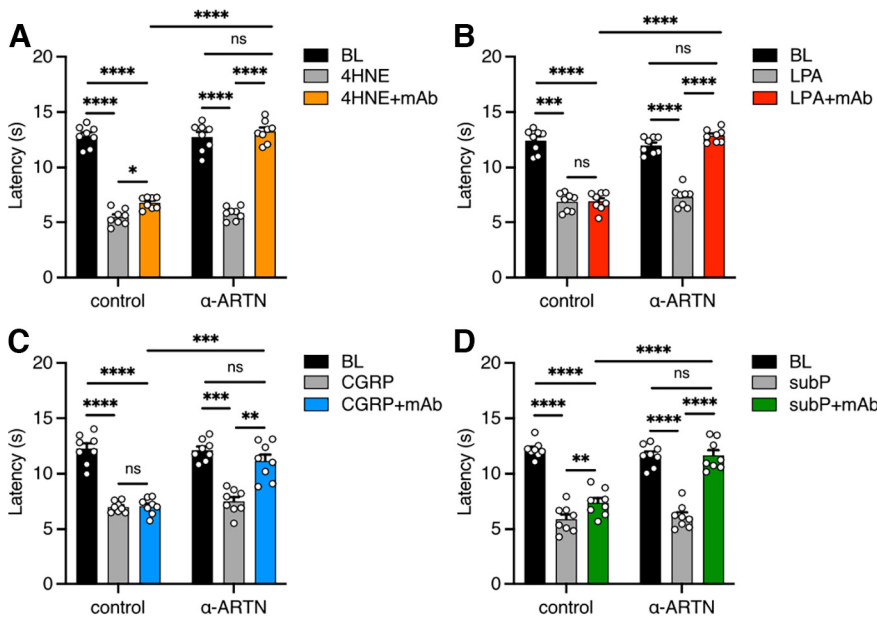 A
****
ns
****
****
****
****
*
Latency (s)
20
15
10
5
0
control
α-ARTN
BL
4HNE
4HNE+mAb
B
****
ns
****
****
***
****
ns
Latency (s)
20
15
10
5
0
control
α-ARTN
BL
LPA
LPA+mAb
C
***
ns
****
****
***
**
ns
Latency (s)
20
15
10
5
0
control
α-ARTN
BL
CGRP
CGRP+mAb
D
****
ns
****
****
****
****
**
Latency (s)
20
15
10
5
0
control
α-ARTN
BL
subP
subP+mAb